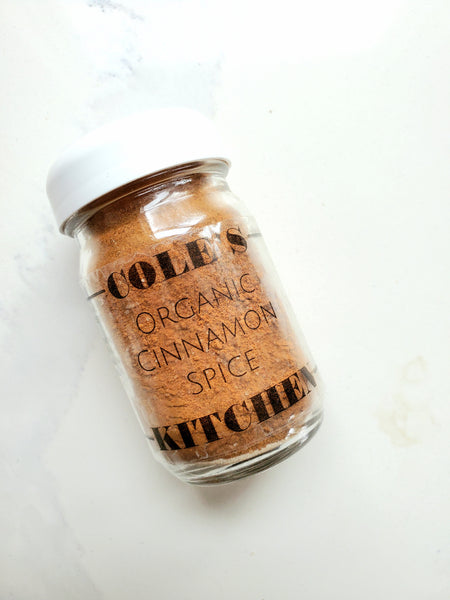 COLE'S
ORGANIC
CINNAMON
SPICE
KITCHEN